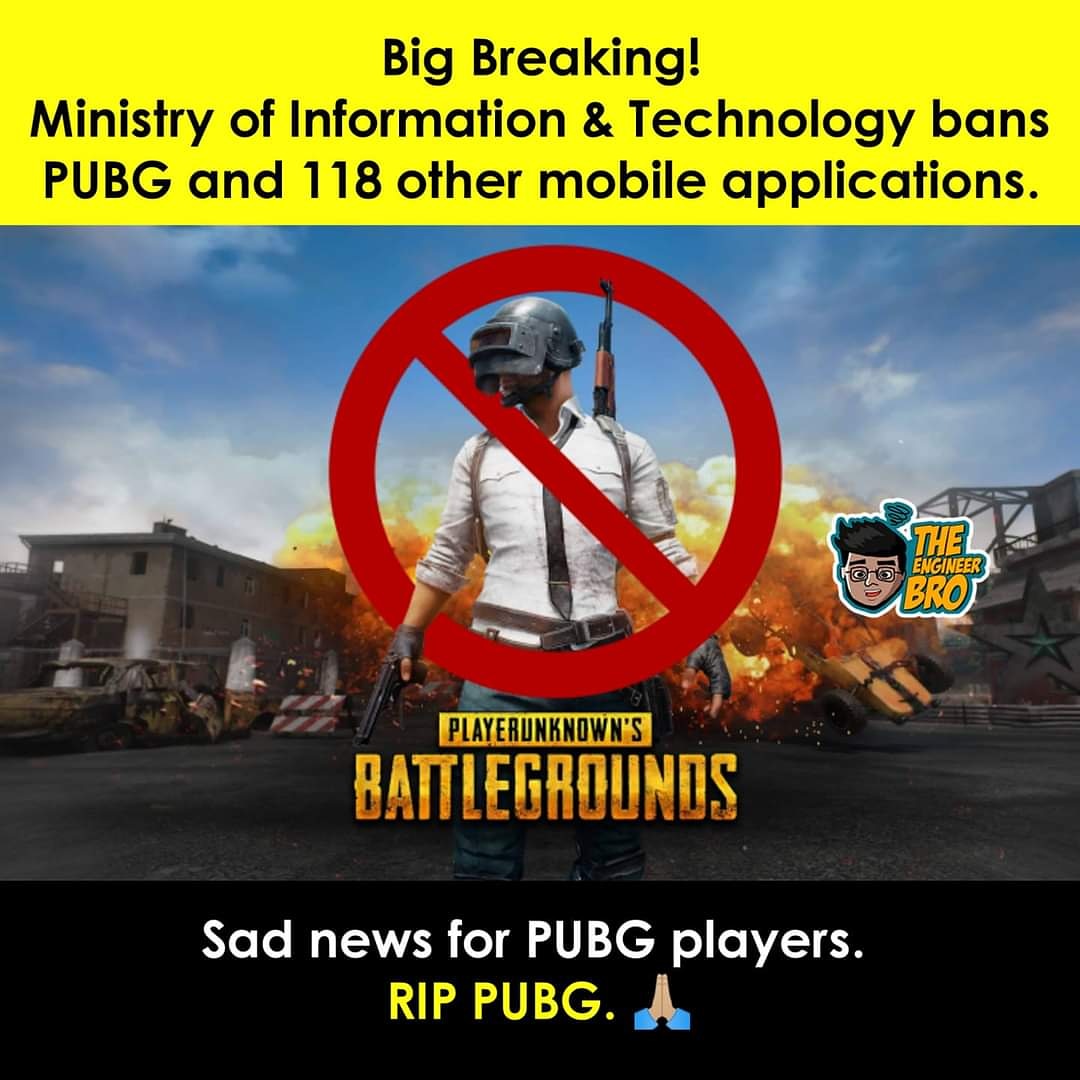 Big Breaking!
Ministry of Information & Technology bans
PUBG and 118 other mobile applications.
THE
ENGINEER
BRO
PLAYERUNKNOWN'S
BATTLEGROUNDS
Sad news for PUBG players.
RIP PUBG. 🙏🏼